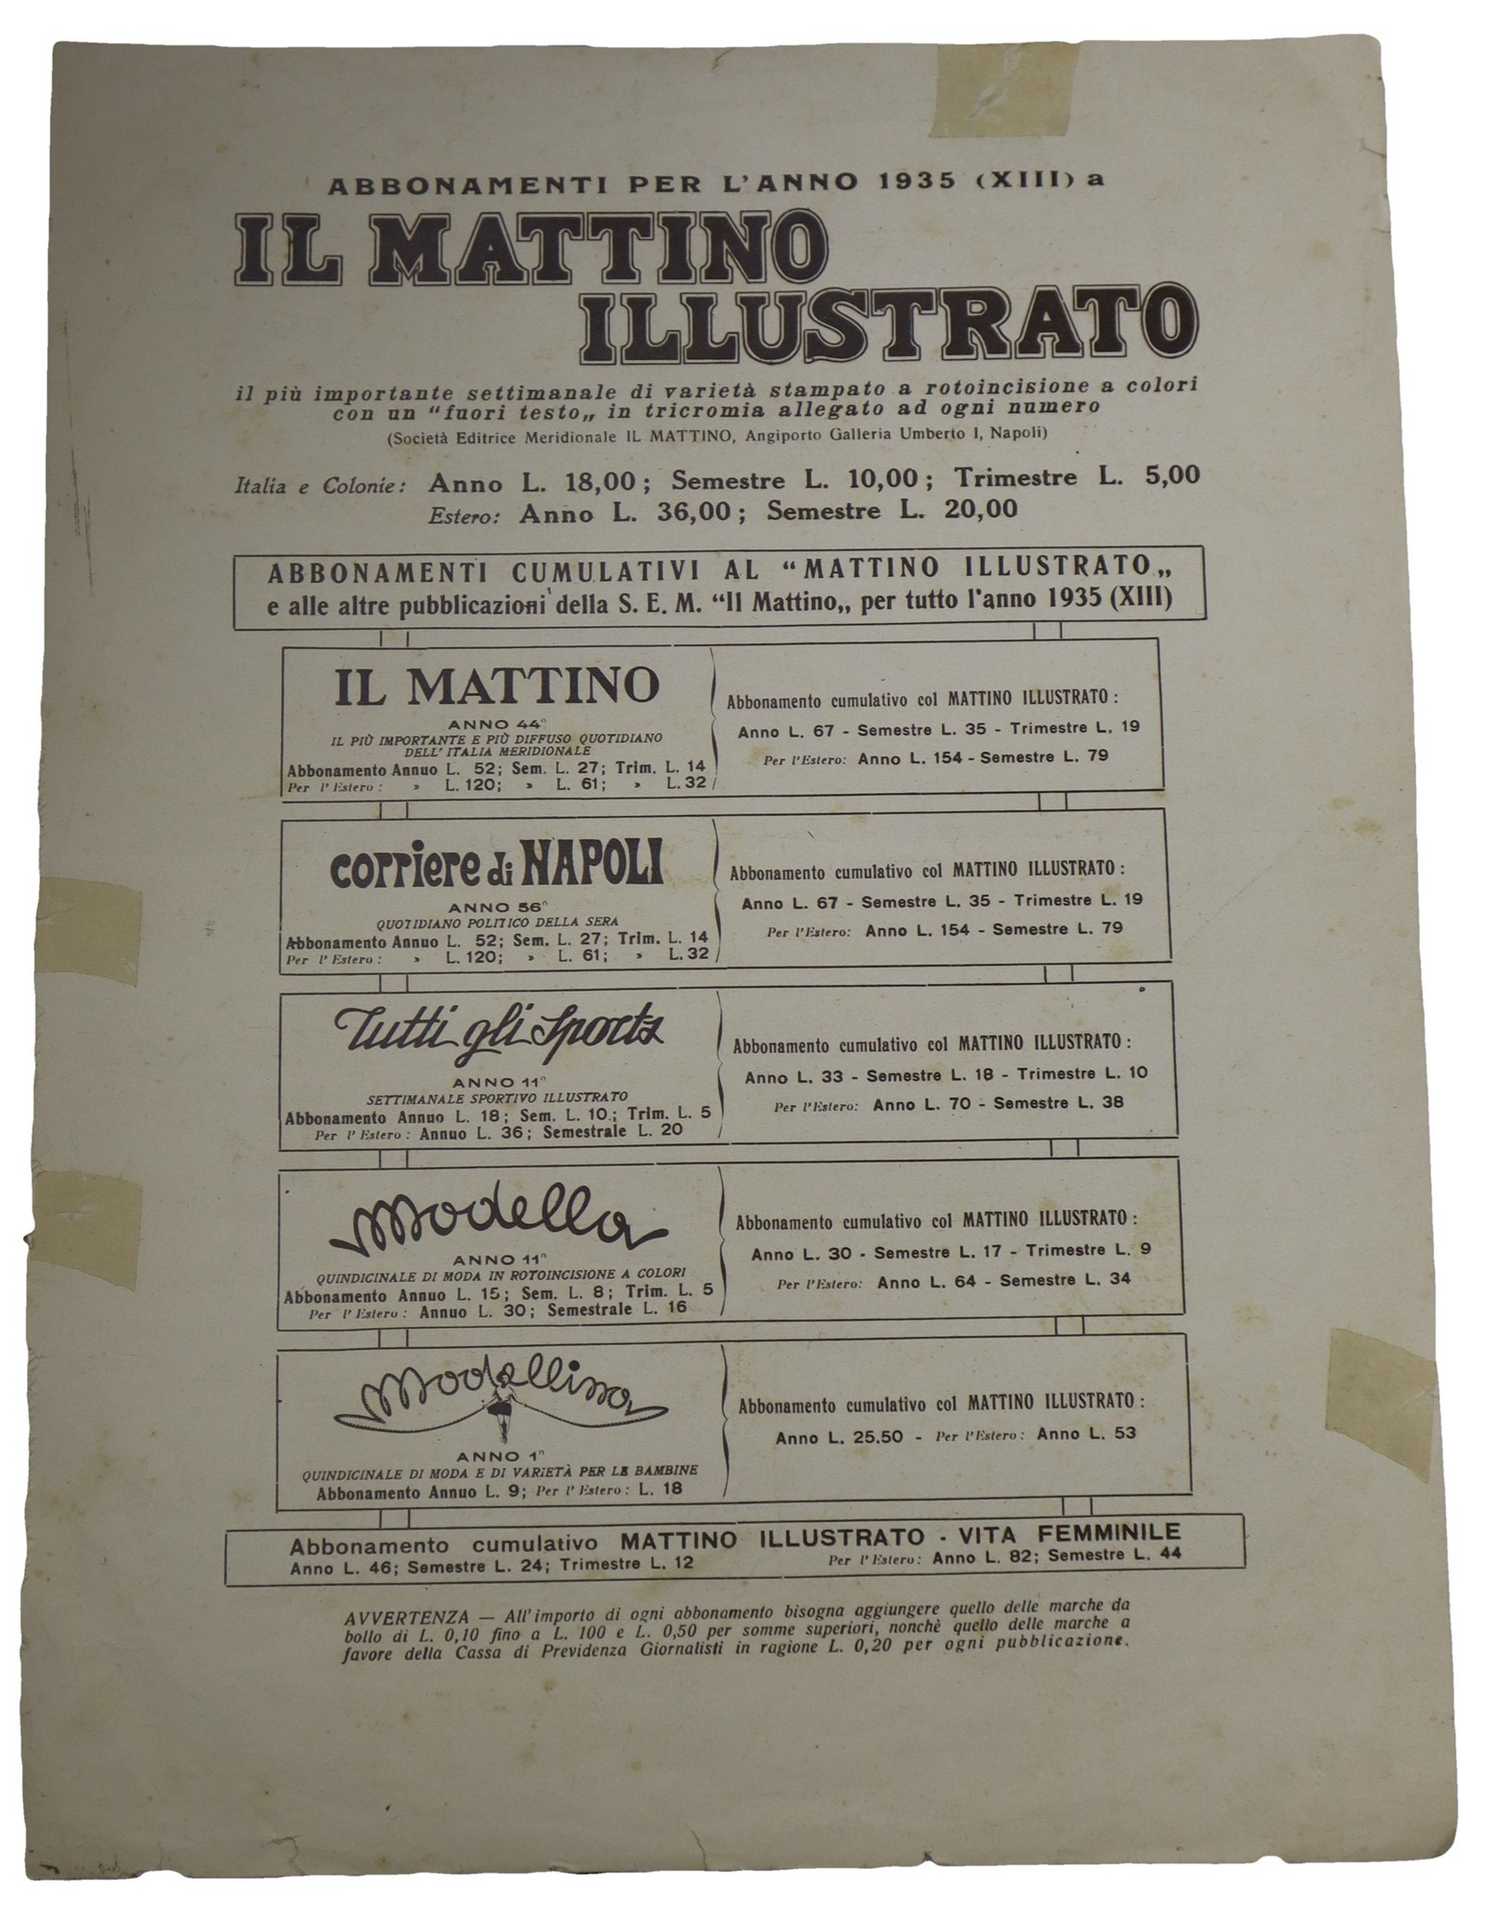 ABBONAMENTI PER L'ANNO 1935 (XIII) a
IL MATTINO
ILLUSTRATO
il più importante settimanale di varietà stampato a rotoincisione a colori
con un "fuori testo„ in tricromia allegato ad ogni numero
(Società Editrice Meridionale IL MATTINO, Angiporto Galleria Umberto I, Napoli)
Italia e Colonie: Anno L. 18,00; Semestre L. 10,00; Trimestre L. 5,00
Estero: Anno L. 36,00; Semestre L. 20,00
ABBONAMENTI CUMULATIVI AL "MATTINO ILLUSTRATO„
e alle altre pubblicazioni della S. E. M. "Il Mattino„ per tutto l'anno 1935 (XIII)
IL MATTINO
ANNO 44º
IL PIÙ IMPORTANTE E PIÙ DIFFUSO QUOTIDIANO
DELL'ITALIA MERIDIONALE
Abbonamento Annuo L. 52; Sem. L. 27; Trim. L. 14
Per l'Estero: » L. 120; » L. 61; » L. 32
Abbonamento cumulativo col MATTINO ILLUSTRATO:
Anno L. 67 - Semestre L. 35 - Trimestre L. 19
Per l'Estero: Anno L. 154 - Semestre L. 79
corriere di NAPOLI
ANNO 56º
QUOTIDIANO POLITICO DELLA SERA
Abbonamento Annuo L. 52; Sem. L. 27; Trim. L. 14
Per l'Estero: » L. 120; » L. 61; » L. 32
Abbonamento cumulativo col MATTINO ILLUSTRATO:
Anno L. 67 - Semestre L. 35 - Trimestre L. 19
Per l'Estero: Anno L. 154 - Semestre L. 79
Tutti gli Sports
ANNO 11º
SETTIMANALE SPORTIVO ILLUSTRATO
Abbonamento Annuo L. 18; Sem. L. 10.; Trim. L. 5
Per l'Estero: Annuo L. 36; Semestrale L. 20
Abbonamento cumulativo col MATTINO ILLUSTRATO:
Anno L. 33 - Semestre L. 18 - Trimestre L. 10
Per l'Estero: Anno L. 70 - Semestre L. 38
Modella
ANNO 11º
QUINDICINALE DI MODA IN ROTOINCISIONE A COLORI
Abbonamento Annuo L. 15; Sem. L. 8; Trim. L. 5
Per l'Estero: Annuo L. 30; Semestrale L. 16
Abbonamento cumulativo col MATTINO ILLUSTRATO:
Anno L. 30 - Semestre L. 17 - Trimestre L. 9
Per l'Estero: Anno L. 64 - Semestre L. 34
Modellina
ANNO 1º
QUINDICINALE DI MODA E DI VARIETÀ PER LE BAMBINE
Abbonamento Annuo L. 9; Per l'Estero: L. 18
Abbonamento cumulativo col MATTINO ILLUSTRATO:
Anno L. 25.50 - Per l'Estero: Anno L. 53
Abbonamento cumulativo MATTINO ILLUSTRATO - VITA FEMMINILE
Anno L. 46; Semestre L. 24; Trimestre L. 12 Per l'Estero: Anno L. 82; Semestre L. 44
AVVERTENZA — All'importo di ogni abbonamento bisogna aggiungere quello delle marche da
bollo di L. 0,10 fino a L. 100 e L. 0,50 per somme superiori, nonchè quello delle marche a
favore della Cassa di Previdenza Giornalisti in ragione L. 0,20 per ogni pubblicazione.